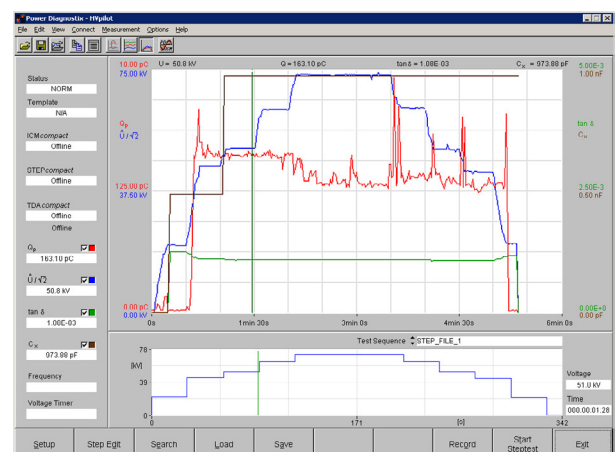 Power Diagnostix - HVpilot
File Edit View Connect Measurement Options Help
U = 50.8 kV Q = 163.10 pC tan δ = 1.08E-03 Cx = 973.88 pF
Status
NORM
Template
N/A
ICMcompact
Offline
STEPcompact
Offline
TDAcompact
Offline
Offline
Qp
163.10 pC
Û / √2
50.8 kV
tan δ
1.00E-03
Cx
973.88 pF
Frequency
Voltage Timer
10.00 pC
75.00 kV
Qp
Û / √2
125.00 pC
37.50 kV
0.00 pC
0.00 kV
5.00E-3
1.00 nF
tan δ
Cx
2.50E-3
0.50 nF
0.00E+0
0.00 pF
0s 1min 30s 3min 0s 4min 30s 6min 0s
Test Sequence STEP_FILE_1
78
[kV]
39
0
0 171 [s] 342
Voltage
51.0 kV
Time
000.00:01.28
Setup Step Edit Search Load Save Record Start Steptest Exit